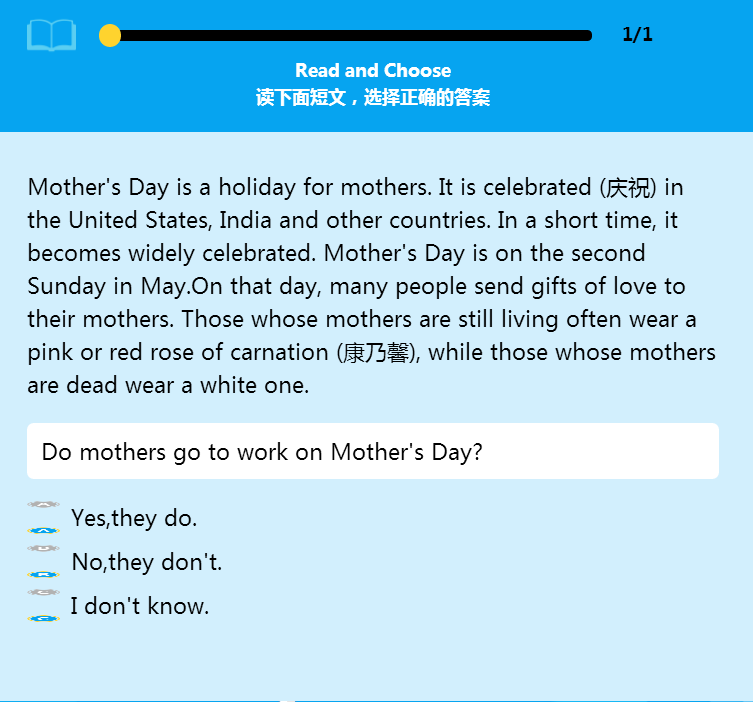 1/1
Read and Choose
读下面短文，选择正确的答案
Mother's Day is a holiday for mothers. It is celebrated (庆祝) in
the United States, India and other countries. In a short time, it
becomes widely celebrated. Mother's Day is on the second
Sunday in May.On that day, many people send gifts of love to
their mothers. Those whose mothers are still living often wear a
pink or red rose of carnation (康乃馨), while those whose mothers
are dead wear a white one.
Do mothers go to work on Mother's Day?
Yes,they do.
No,they don't.
I don't know.